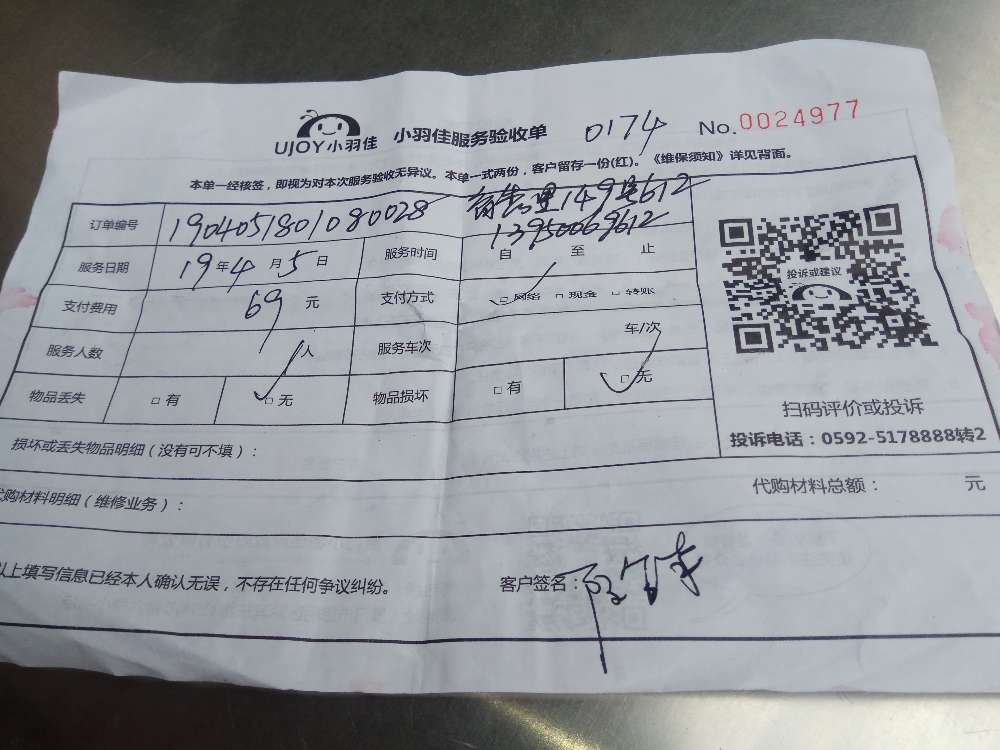 UJOY小羽佳 小羽佳服务验收单 0174 No.0024977
本单一经核签，即视为对本次服务验收无异议。本单一式两份，客户留存一份(红)。《维保须知》详见背面。
订单编号 1904051801080028 里149号612
13950069612
服务日期 19年4月5日 服务时间 自 至 止
支付费用 69元 支付方式 ☑网络 □现金 □转账
服务人数 1人 服务车次 车/次
物品丢失 □有 ☑无 物品损坏 □有 ☑无
投诉或建议
扫码评价或投诉
投诉电话：0592-5178888转2
损坏或丢失物品明细（没有可不填）：
代购材料明细（维修业务）： 代购材料总额： 元
以上填写信息已经本人确认无误，不存在任何争议纠纷。 客户签名：